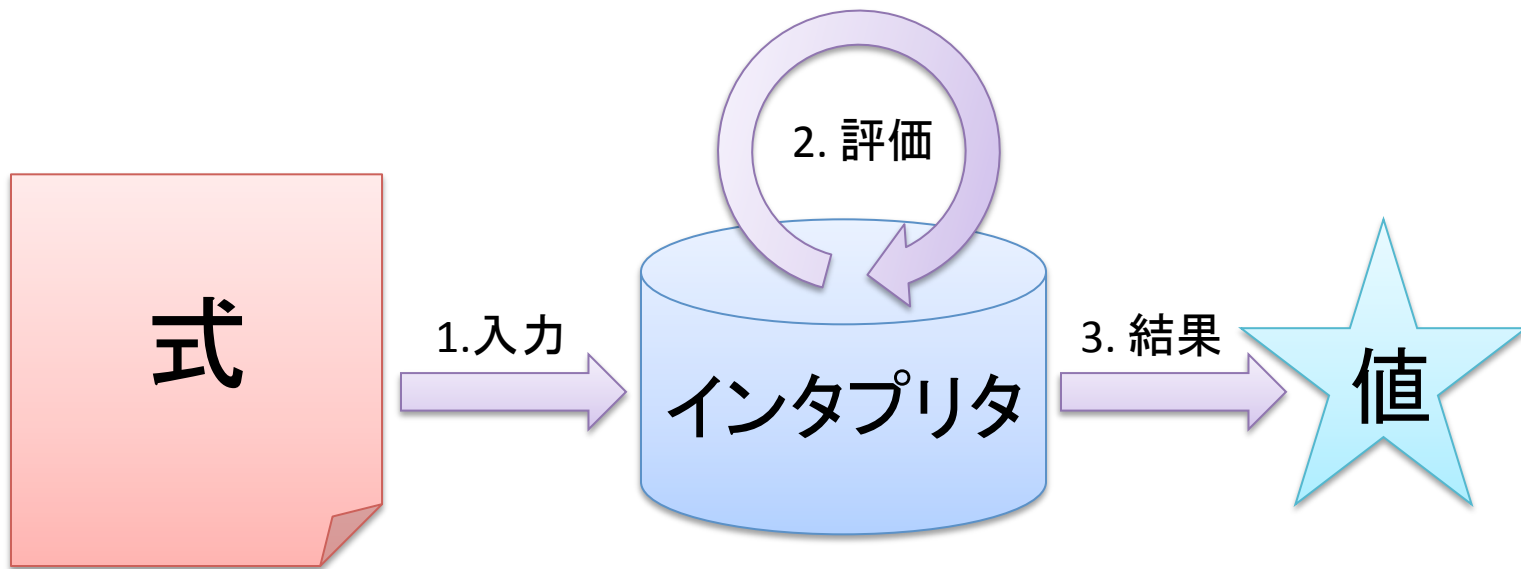 式
1.入力
2. 評価
インタプリタ
3. 結果
値